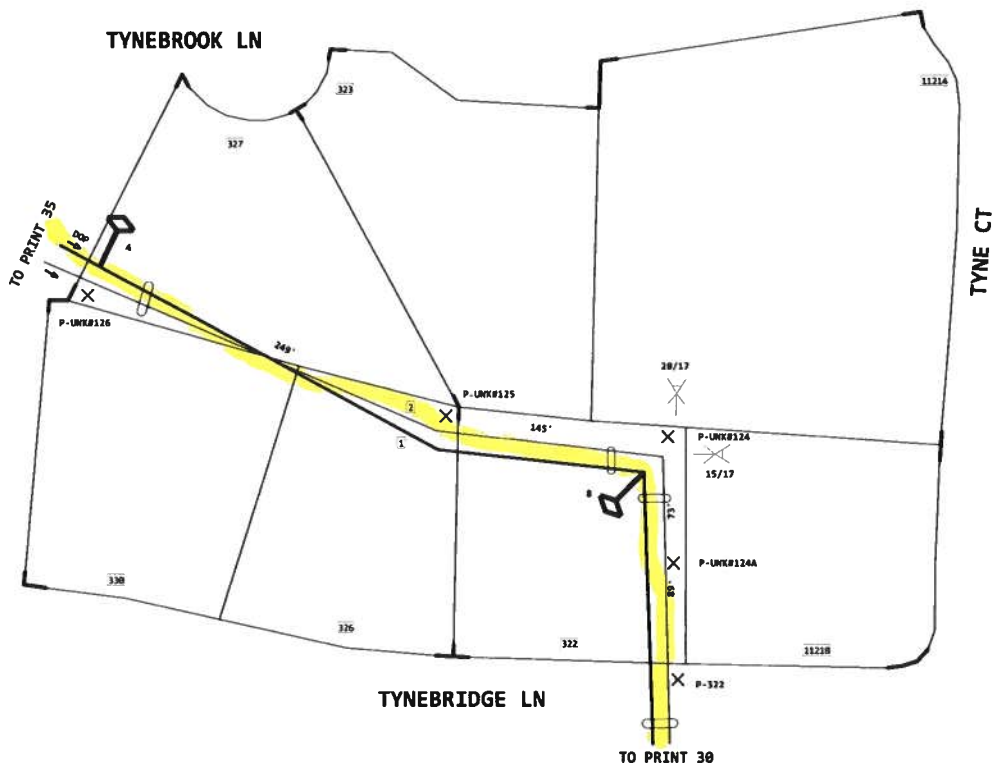 TYNEBROOK LN
323
11214
327
TO PRINT 35
DOP
A
TYNE CT
P-UNK#126
249'
28/17
P-UNK#125
2
145'
P-UNK#124
1
15/17
B
73'
P-UNK#124A
89'
330
326
322
11218
P-322
TYNEBRIDGE LN
TO PRINT 30